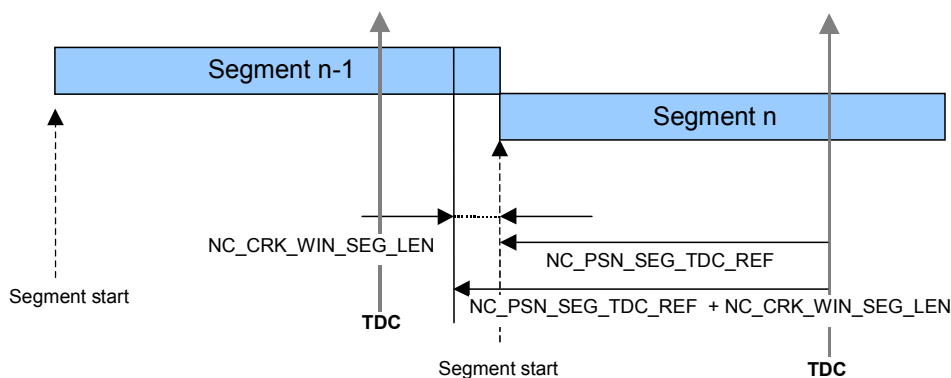 Segment n-1
Segment n
NC_CRK_WIN_SEG_LEN
NC_PSN_SEG_TDC_REF
Segment start
NC_PSN_SEG_TDC_REF + NC_CRK_WIN_SEG_LEN
TDC
Segment start
TDC